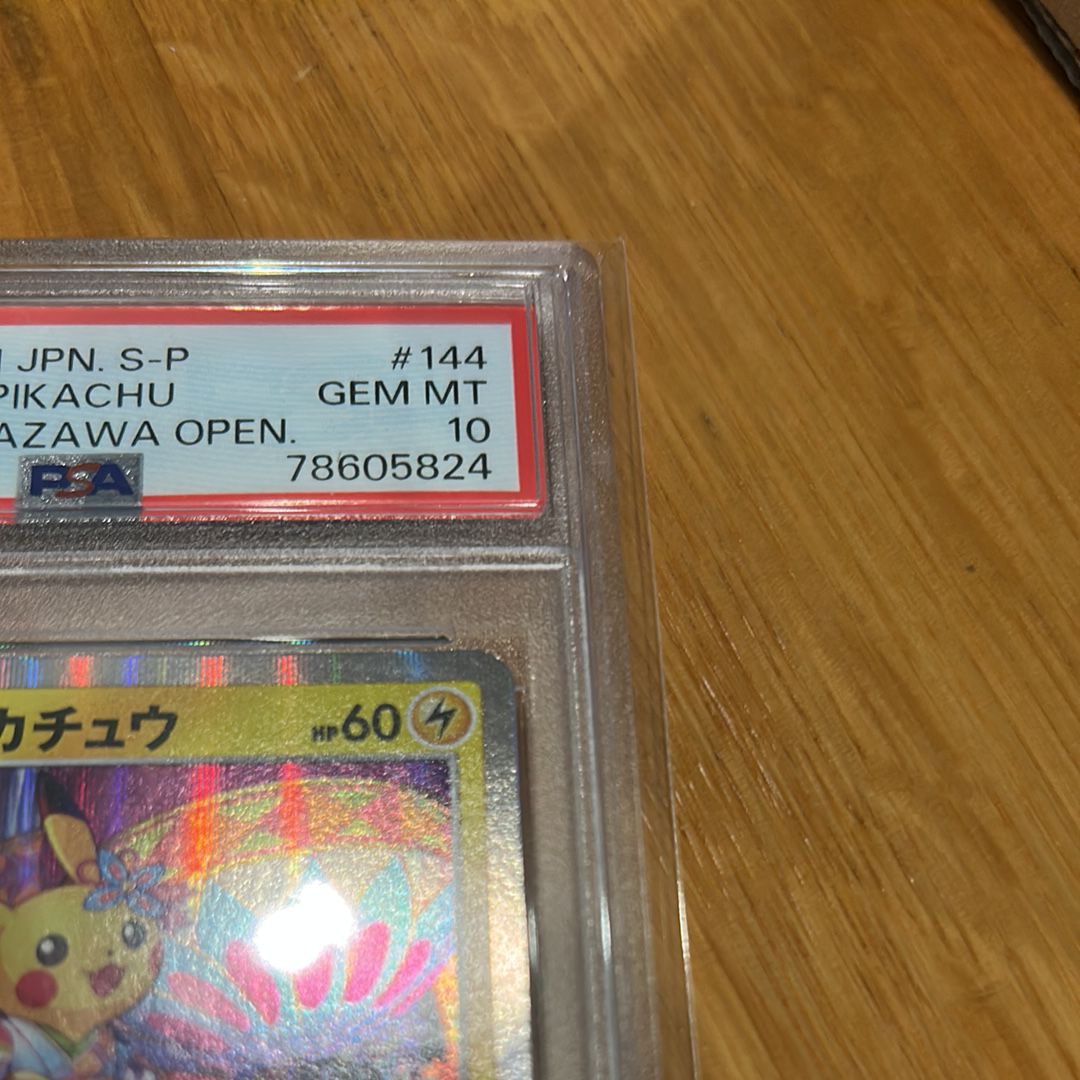 JPN. S-P #144
PIKACHU GEM MT
AZAWA OPEN. 10
PSA 78605824
カチュウ HP60